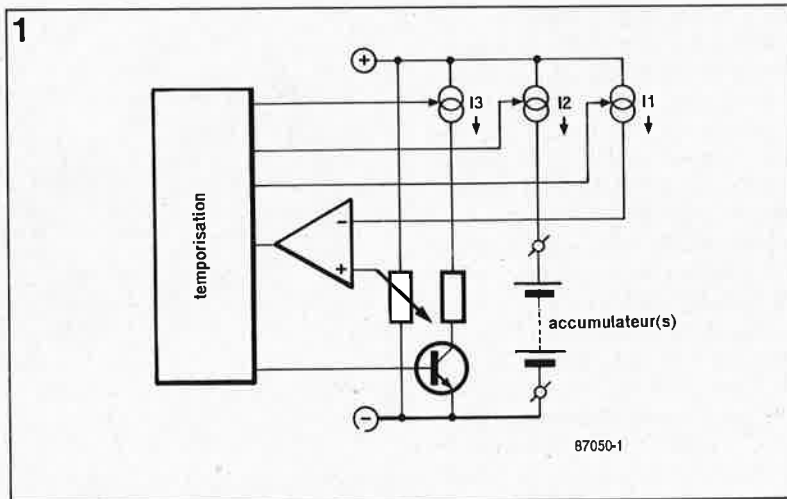 1
+
I3
I2
I1
temporisation
-
+
accumulateur(s)
-
87050-1